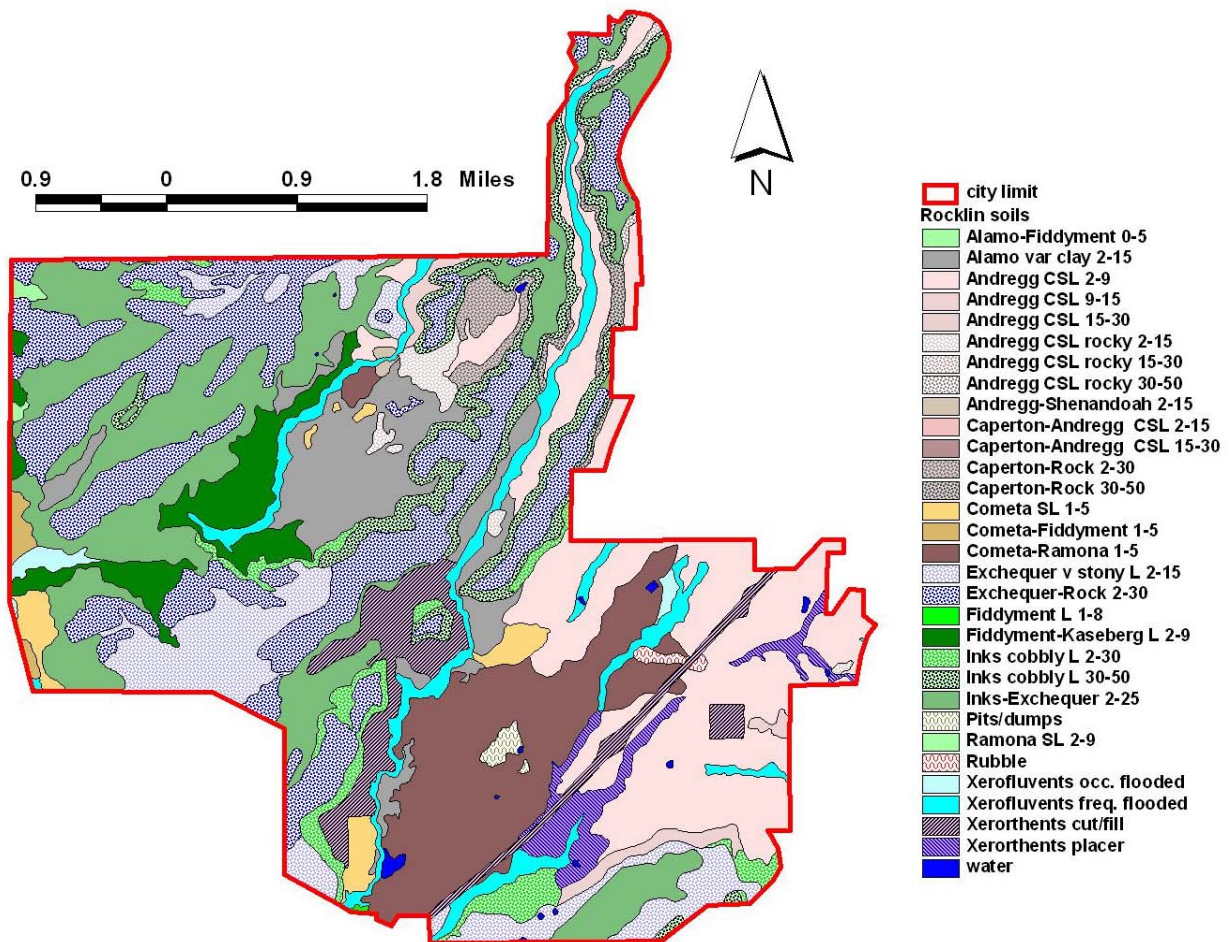 0.9 0 0.9 1.8 Miles
N
city limit
Rocklin soils
Alamo-Fiddyment 0-5
Alamo var clay 2-15
Andregg CSL 2-9
Andregg CSL 9-15
Andregg CSL 15-30
Andregg CSL rocky 2-15
Andregg CSL rocky 15-30
Andregg CSL rocky 30-50
Andregg-Shenandoah 2-15
Caperton-Andregg CSL 2-15
Caperton-Andregg CSL 15-30
Caperton-Rock 2-30
Caperton-Rock 30-50
Cometa SL 1-5
Cometa-Fiddyment 1-5
Cometa-Ramona 1-5
Exchequer v stony L 2-15
Exchequer-Rock 2-30
Fiddyment L 1-8
Fiddyment-Kaseberg L 2-9
Inks cobbly L 2-30
Inks cobbly L 30-50
Inks-Exchequer 2-25
Pits/dumps
Ramona SL 2-9
Rubble
Xerofluvents occ. flooded
Xerofluvents freq. flooded
Xerorthents cut/fill
Xerorthents placer
water